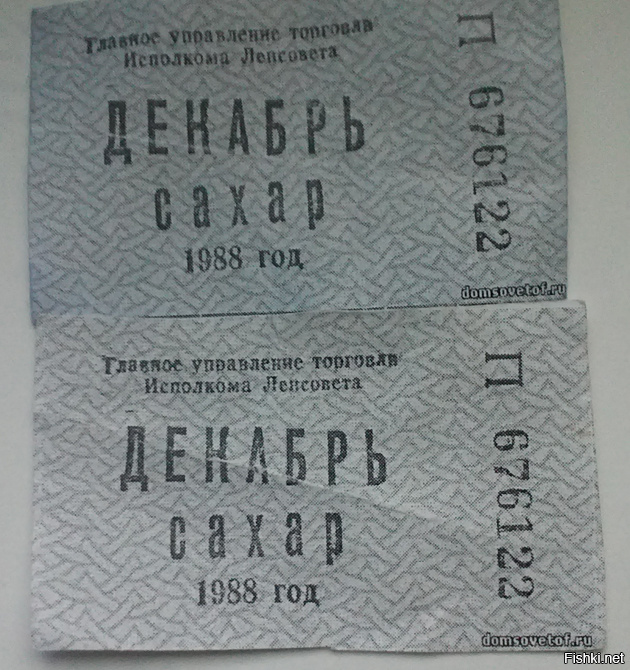 Главное управление торговли
Исполкома Ленсовета
ДЕКАБРЬ
сахар
1988 год
П 676122
domsovetof.ru
Главное управление торговли
Исполкома Ленсовета
ДЕКАБРЬ
сахар
1988 год
П 676122
domsovetof.ru
Fishki.net